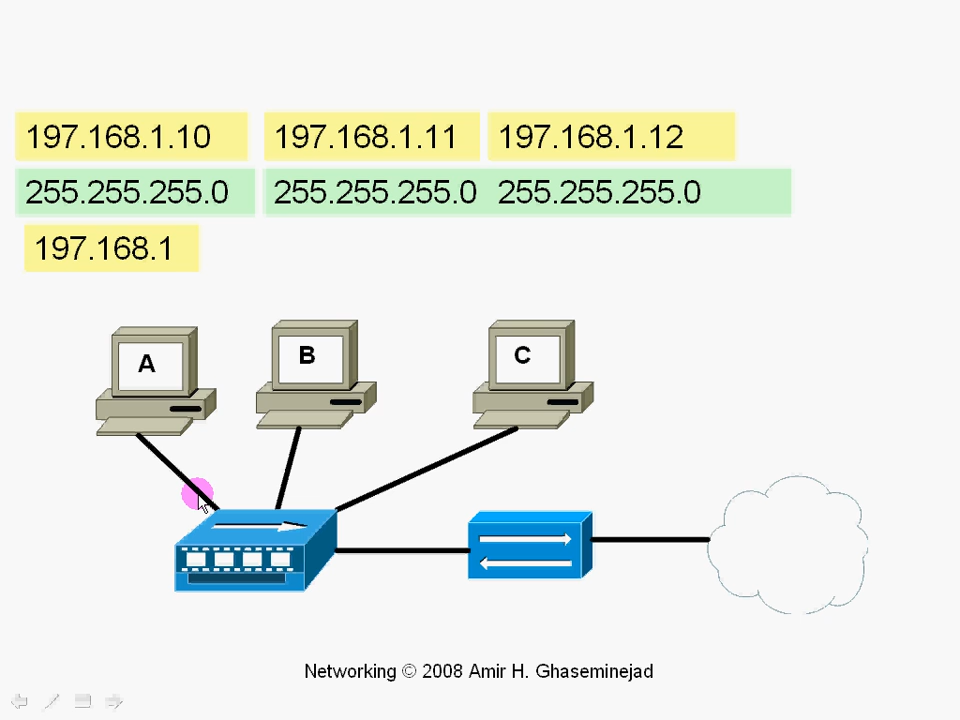 197.168.1.10 197.168.1.11 197.168.1.12
255.255.255.0 255.255.255.0 255.255.255.0
197.168.1
A B C
Networking © 2008 Amir H. Ghaseminejad